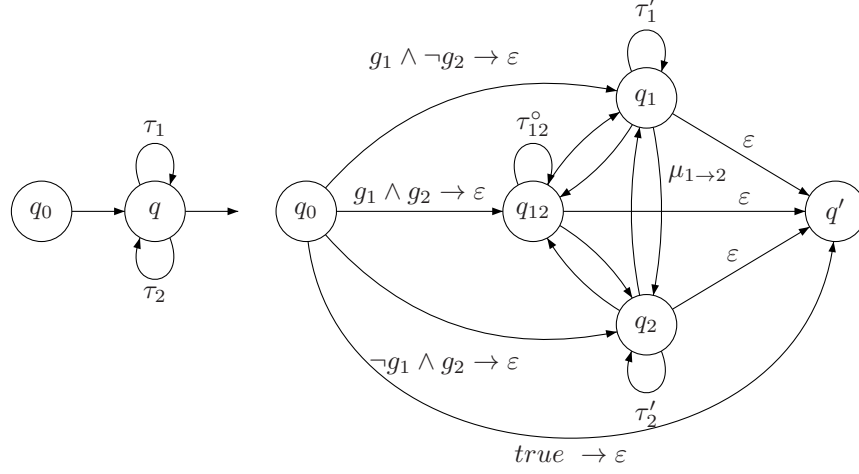 τ₁
q₀
q
τ₂
τ′₁
g₁ ∧ ¬g₂ → ε
q₁
τ°₁₂
ε
μ₁→₂
q₀
g₁ ∧ g₂ → ε
q₁₂
ε
q′
ε
q₂
¬g₁ ∧ g₂ → ε
τ′₂
true → ε